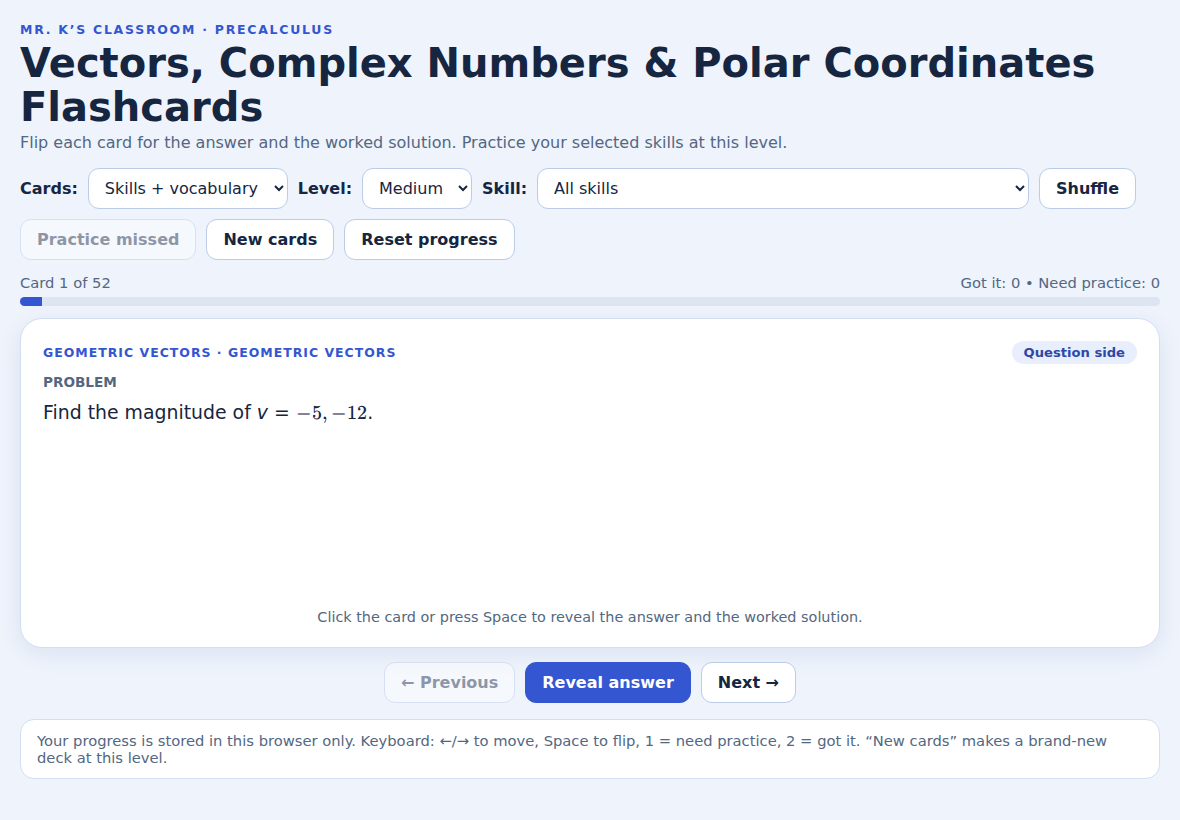 MR. K’S CLASSROOM · PRECALCULUS
Vectors, Complex Numbers & Polar Coordinates
Flashcards
Flip each card for the answer and the worked solution. Practice your selected skills at this level.
Cards: Skills + vocabulary Level: Medium Skill: All skills Shuffle
Practice missed New cards Reset progress
Card 1 of 52 Got it: 0 • Need practice: 0
GEOMETRIC VECTORS · GEOMETRIC VECTORS Question side
PROBLEM
Find the magnitude of v = −5, −12.
Click the card or press Space to reveal the answer and the worked solution.
← Previous Reveal answer Next →
Your progress is stored in this browser only. Keyboard: ←/→ to move, Space to flip, 1 = need practice, 2 = got it. “New cards” makes a brand-new
deck at this level.